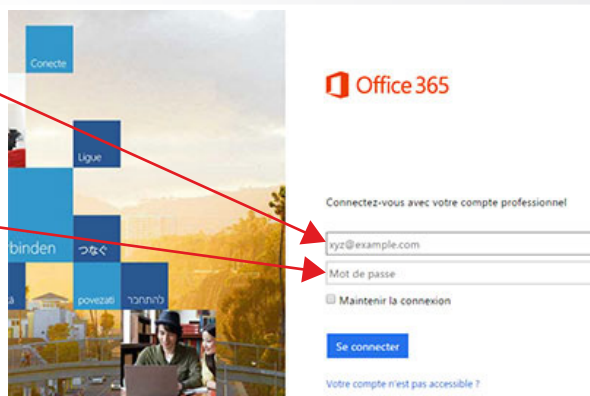 Conecte
Ligue
binden
つなぐ
povezati
להתחבר
Office 365
Connectez-vous avec votre compte professionnel
xyz@example.com
Mot de passe
Maintenir la connexion
Se connecter
Votre compte n'est pas accessible ?